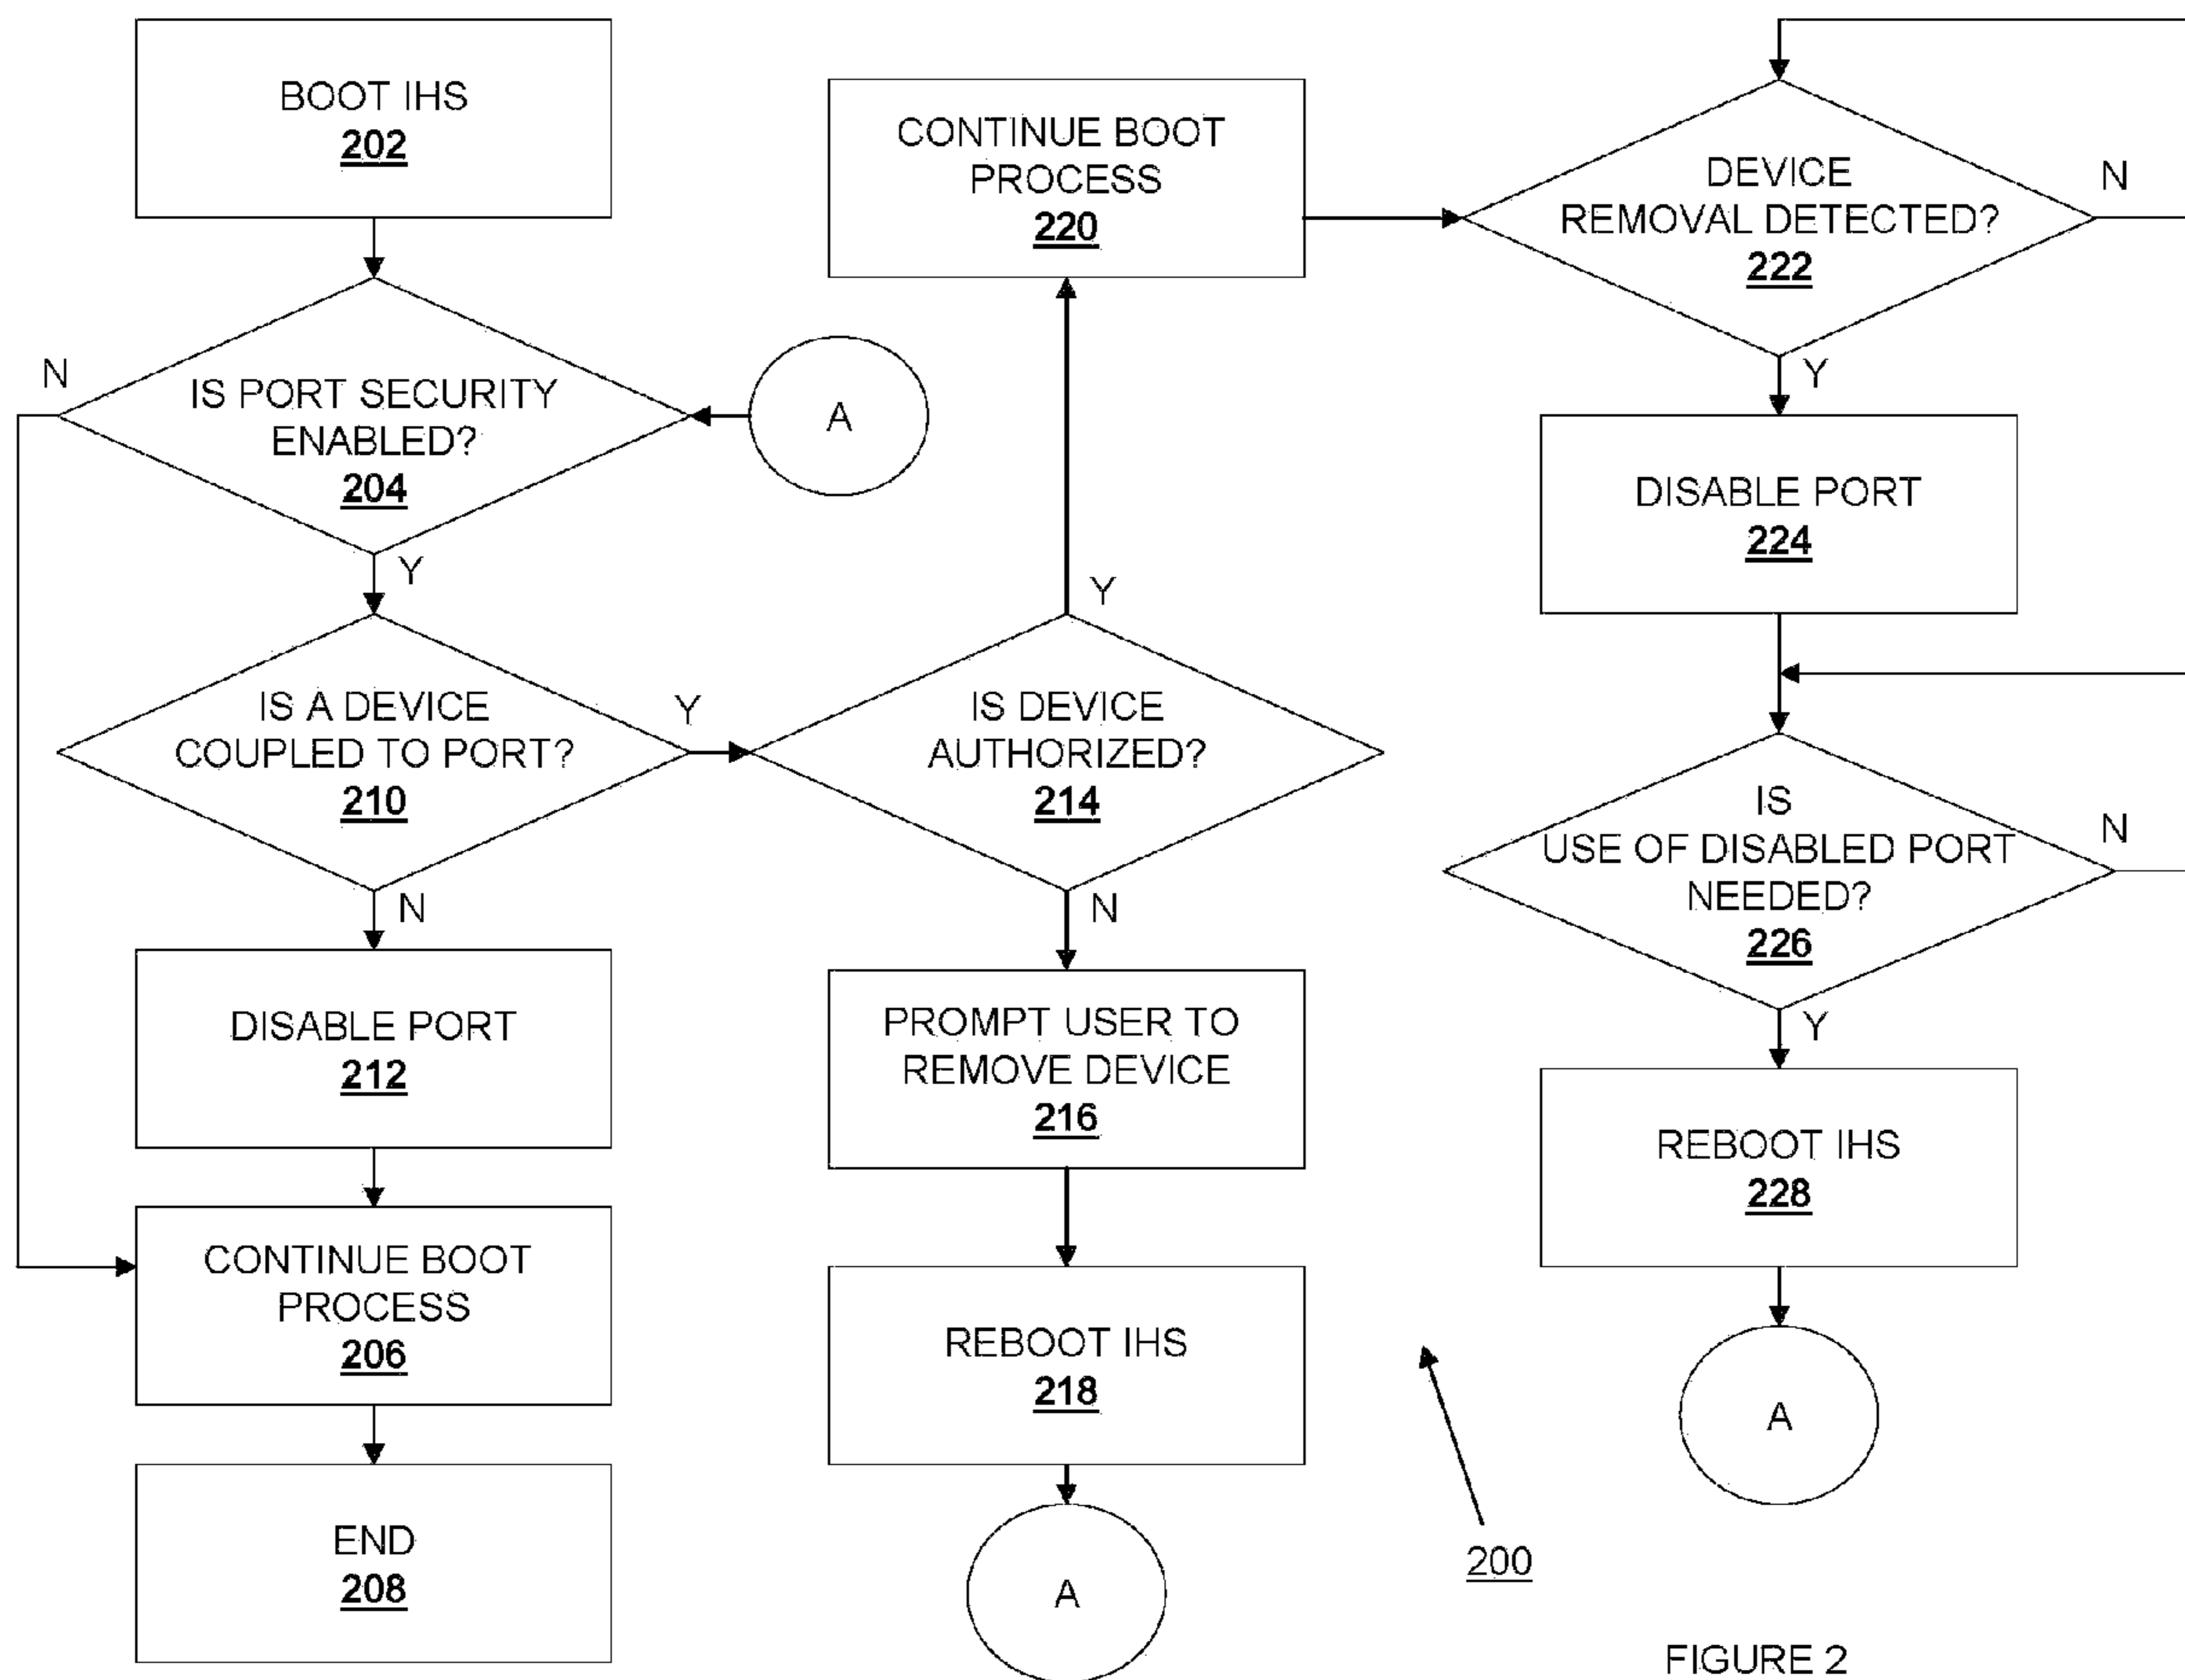 BOOT IHS
202
N
IS PORT SECURITY
ENABLED?
204
A
Y
IS A DEVICE
COUPLED TO PORT?
210
Y
N
DISABLE PORT
212
CONTINUE BOOT
PROCESS
206
END
208
CONTINUE BOOT
PROCESS
220
Y
IS DEVICE
AUTHORIZED?
214
N
PROMPT USER TO
REMOVE DEVICE
216
REBOOT IHS
218
A
DEVICE
REMOVAL DETECTED?
222
N
Y
DISABLE PORT
224
IS
USE OF DISABLED PORT
NEEDED?
226
N
Y
REBOOT IHS
228
A
200
FIGURE 2